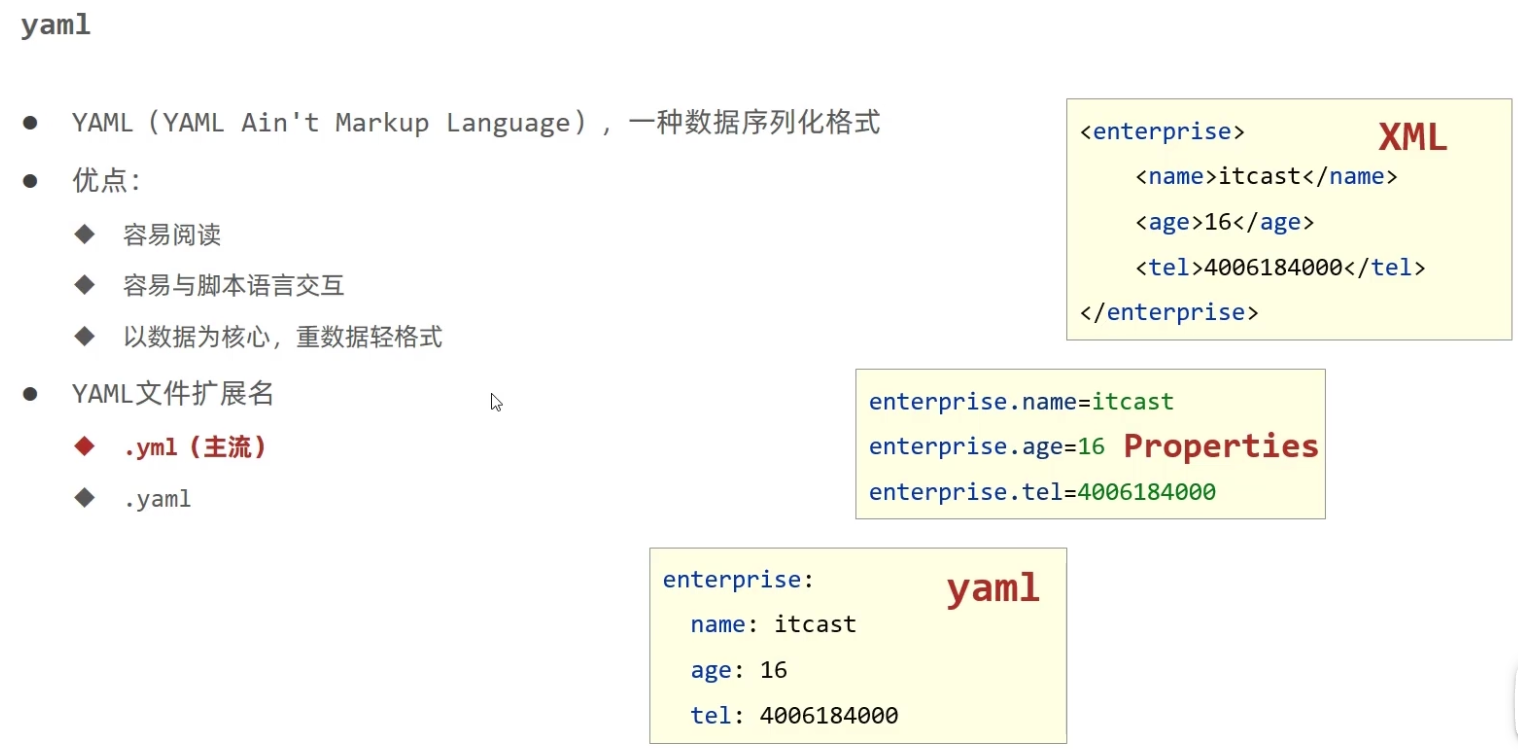 yaml
● YAML（YAML Ain't Markup Language），一种数据序列化格式
● 优点：
◆ 容易阅读
◆ 容易与脚本语言交互
◆ 以数据为核心，重数据轻格式
● YAML文件扩展名
◆ .yml（主流）
◆ .yaml
<enterprise>
XML
<name>itcast</name>
<age>16</age>
<tel>4006184000</tel>
</enterprise>
enterprise.name=itcast
enterprise.age=16
Properties
enterprise.tel=4006184000
enterprise:
yaml
name: itcast
age: 16
tel: 4006184000